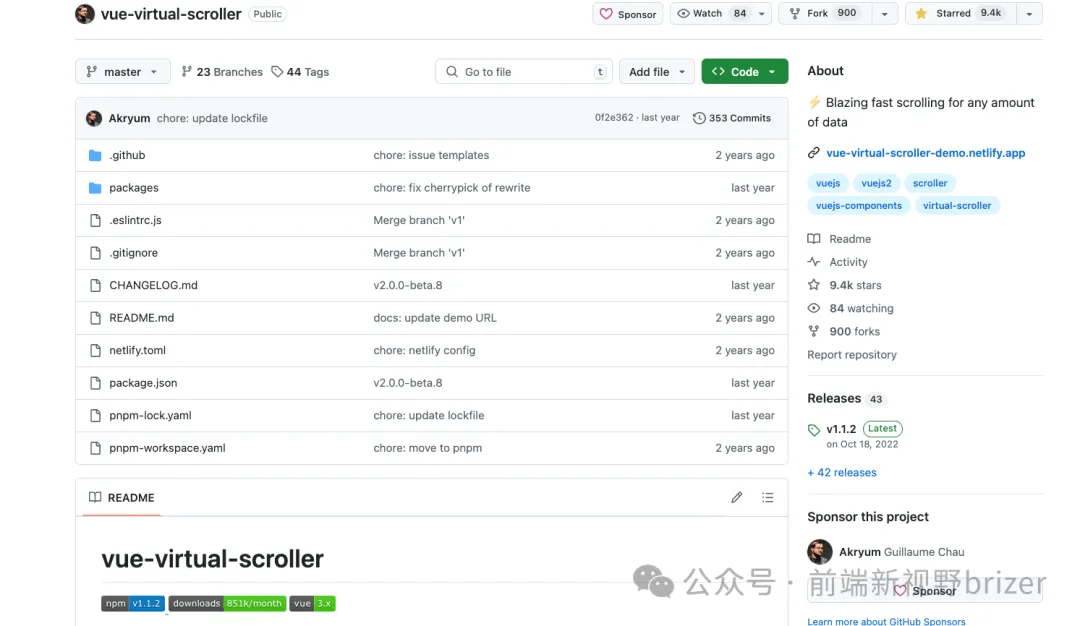 vue-virtual-scroller Public Sponsor Watch 84 Fork 900 Starred 9.4k
master 23 Branches 44 Tags Go to file t Add file Code
Akryum chore: update lockfile 0f2e362 · last year 353 Commits
.github chore: issue templates 2 years ago
packages chore: fix cherrypick of rewrite last year
.eslintrc.js Merge branch 'v1' 2 years ago
.gitignore Merge branch 'v1' 2 years ago
CHANGELOG.md v2.0.0-beta.8 last year
README.md docs: update demo URL 2 years ago
netlify.toml chore: netlify config 2 years ago
package.json v2.0.0-beta.8 last year
pnpm-lock.yaml chore: update lockfile last year
pnpm-workspace.yaml chore: move to pnpm 2 years ago
README
vue-virtual-scroller
npm v1.1.2 downloads 851k/month vue 3.x
About
⚡ Blazing fast scrolling for any amount
of data
vue-virtual-scroller-demo.netlify.app
vuejs vuejs2 scroller
vuejs-components virtual-scroller
Readme
Activity
9.4k stars
84 watching
900 forks
Report repository
Releases 43
v1.1.2 Latest
on Oct 18, 2022
+ 42 releases
Sponsor this project
Akryum Guillaume Chau
Sponsor
Learn more about GitHub Sponsors
公众号 · 前端新视野brizer